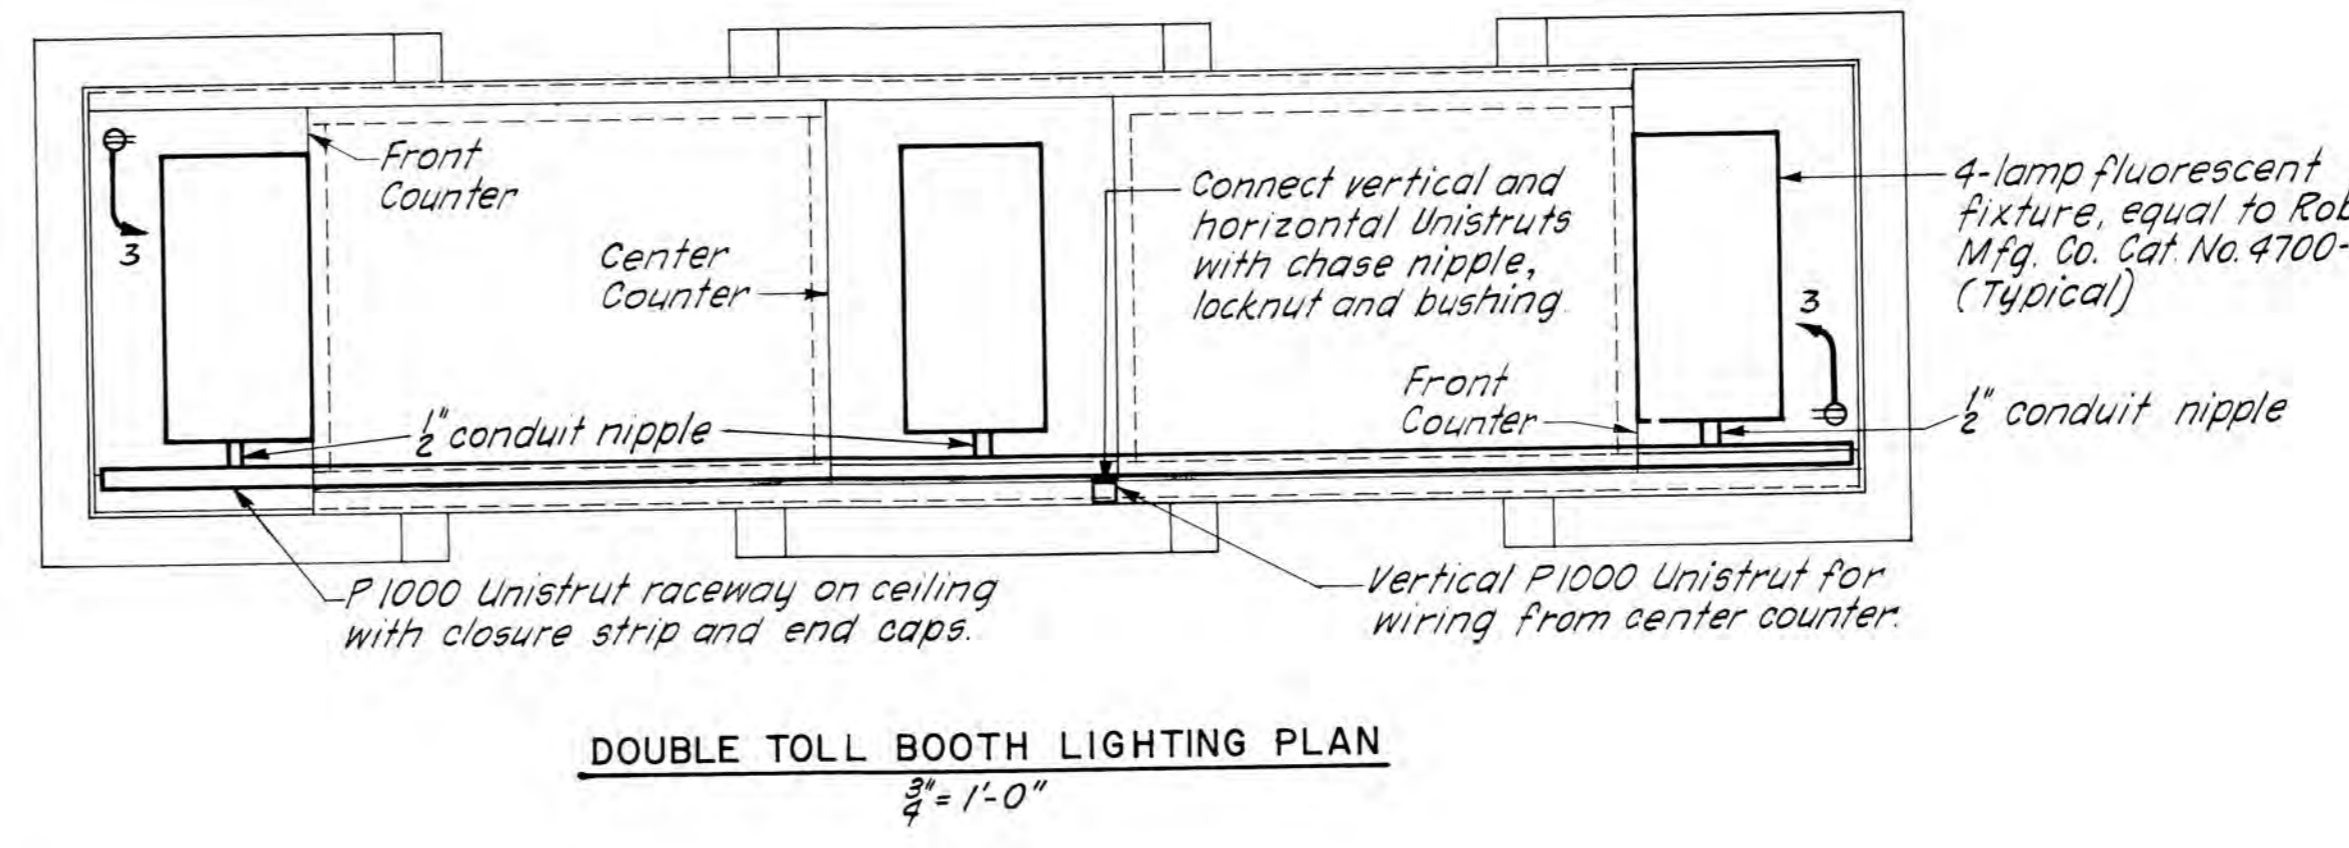 Front
Counter
3
Center
Counter
Connect vertical and
horizontal Unistruts
with chase nipple,
locknut and bushing
4-lamp fluorescent
fixture, equal to Rob
Mfg. Co. Cat. No. 4700-
(Typical)
3
Front
Counter
1/2" conduit nipple
1/2" conduit nipple
P1000 Unistrut raceway on ceiling
with closure strip and end caps.
Vertical P1000 Unistrut for
wiring from center counter.
DOUBLE TOLL BOOTH LIGHTING PLAN
3/4" = 1'-0"